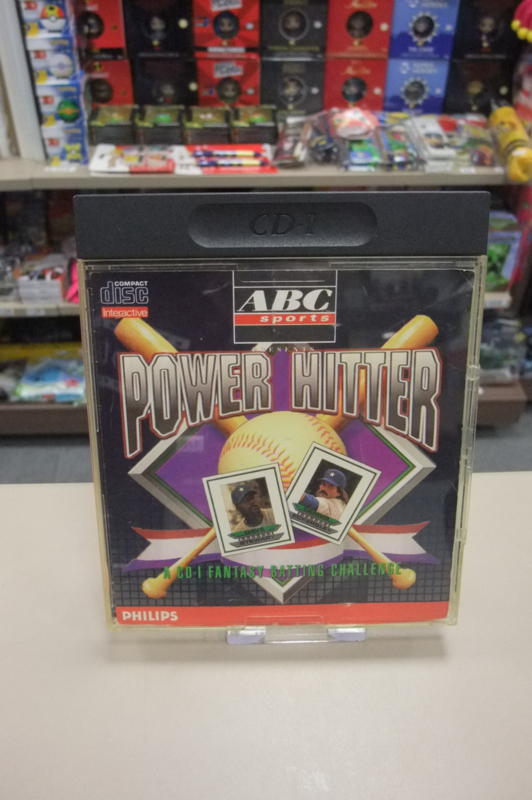 CD-I
COMPACT
disc
Interactive
ABC
sports
POWER HITTER
A CD-I FANTASY BATTING CHALLENGE
PHILIPS